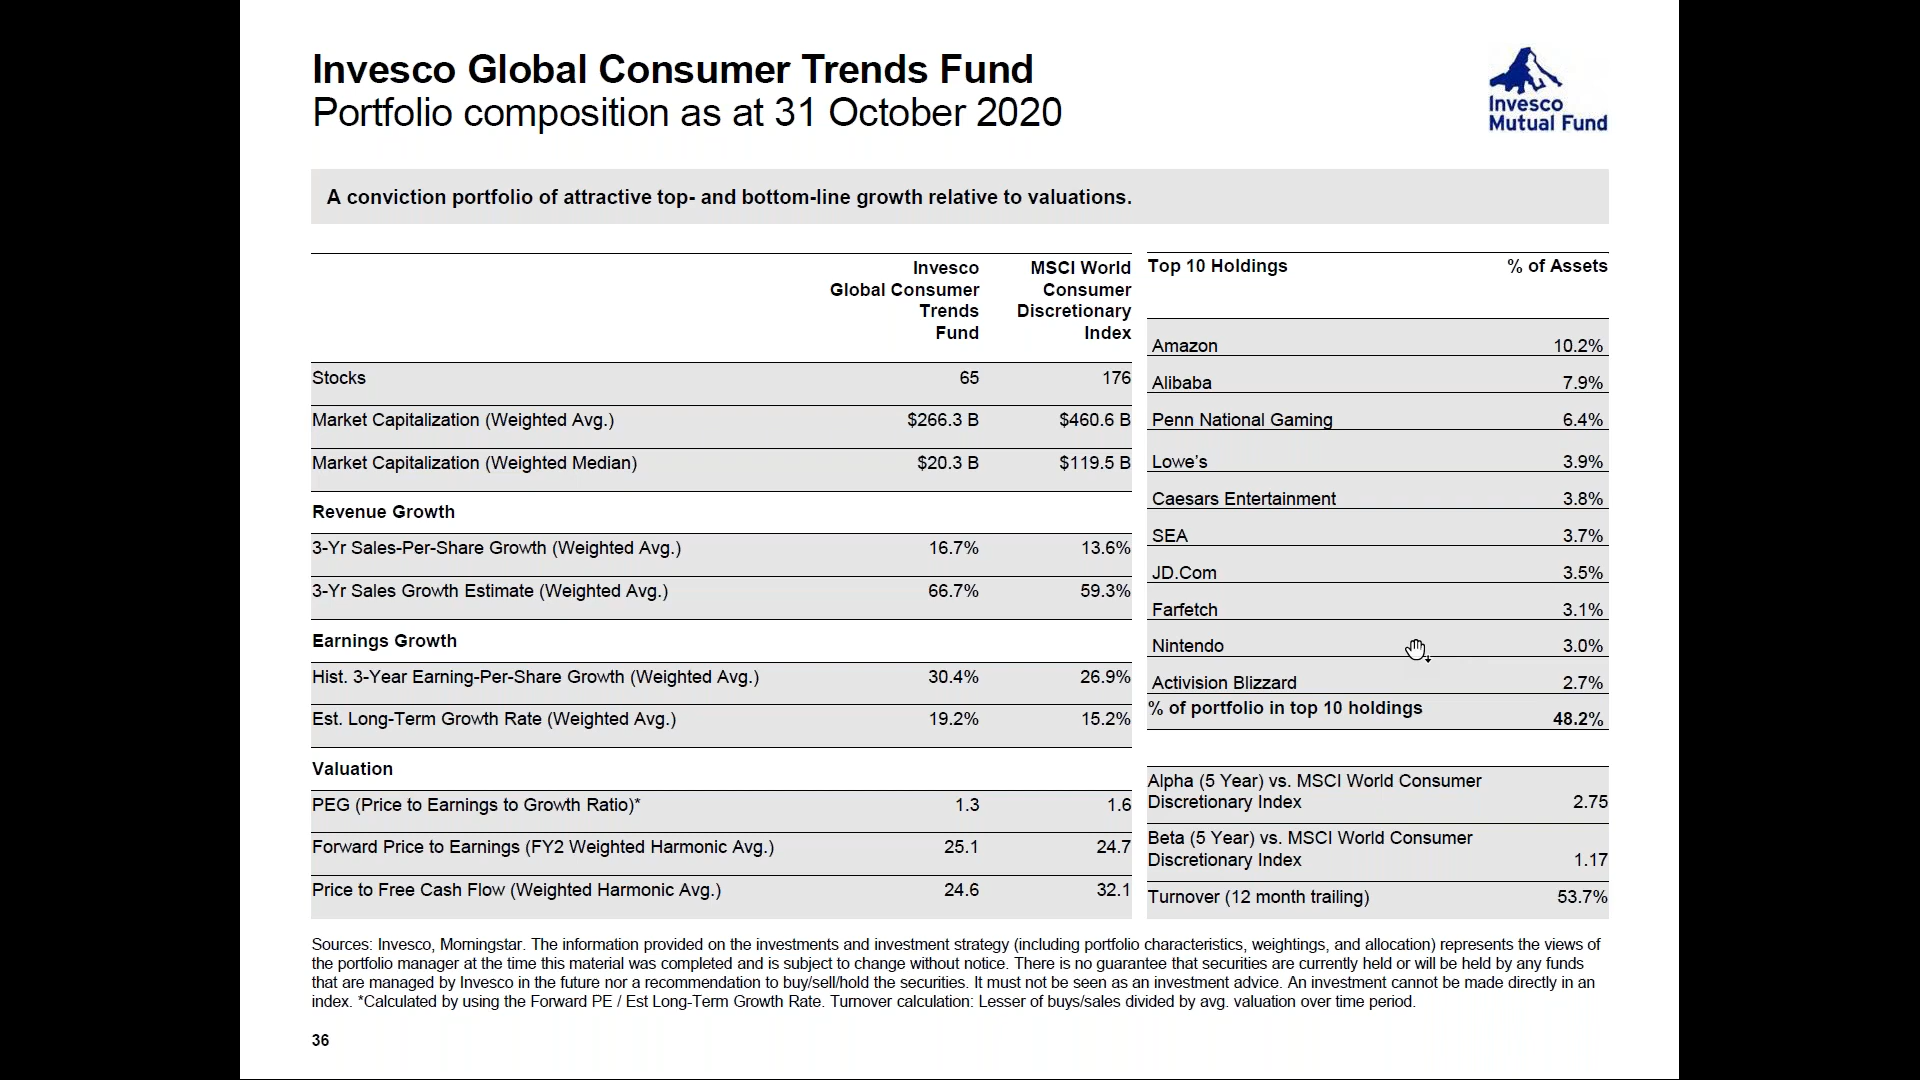 Invesco Global Consumer Trends Fund
Portfolio composition as at 31 October 2020
Invesco
Mutual Fund
A conviction portfolio of attractive top- and bottom-line growth relative to valuations.
Invesco
Global Consumer
Trends
Fund
MSCI World
Consumer
Discretionary
Index
Stocks 65 176
Market Capitalization (Weighted Avg.) $266.3 B $460.6 B
Market Capitalization (Weighted Median) $20.3 B $119.5 B
Revenue Growth
3-Yr Sales-Per-Share Growth (Weighted Avg.) 16.7% 13.6%
3-Yr Sales Growth Estimate (Weighted Avg.) 66.7% 59.3%
Earnings Growth
Hist. 3-Year Earning-Per-Share Growth (Weighted Avg.) 30.4% 26.9%
Est. Long-Term Growth Rate (Weighted Avg.) 19.2% 15.2%
Valuation
PEG (Price to Earnings to Growth Ratio)* 1.3 1.6
Forward Price to Earnings (FY2 Weighted Harmonic Avg.) 25.1 24.7
Price to Free Cash Flow (Weighted Harmonic Avg.) 24.6 32.1
Top 10 Holdings % of Assets
Amazon 10.2%
Alibaba 7.9%
Penn National Gaming 6.4%
Lowe’s 3.9%
Caesars Entertainment 3.8%
SEA 3.7%
JD.Com 3.5%
Farfetch 3.1%
Nintendo 3.0%
Activision Blizzard 2.7%
% of portfolio in top 10 holdings 48.2%
Alpha (5 Year) vs. MSCI World Consumer
Discretionary Index 2.75
Beta (5 Year) vs. MSCI World Consumer
Discretionary Index 1.17
Turnover (12 month trailing) 53.7%
Sources: Invesco, Morningstar. The information provided on the investments and investment strategy (including portfolio characteristics, weightings, and allocation) represents the views of
the portfolio manager at the time this material was completed and is subject to change without notice. There is no guarantee that securities are currently held or will be held by any funds
that are managed by Invesco in the future nor a recommendation to buy/sell/hold the securities. It must not be seen as an investment advice. An investment cannot be made directly in an
index. *Calculated by using the Forward PE / Est Long-Term Growth Rate. Turnover calculation: Lesser of buys/sales divided by avg. valuation over time period.
36